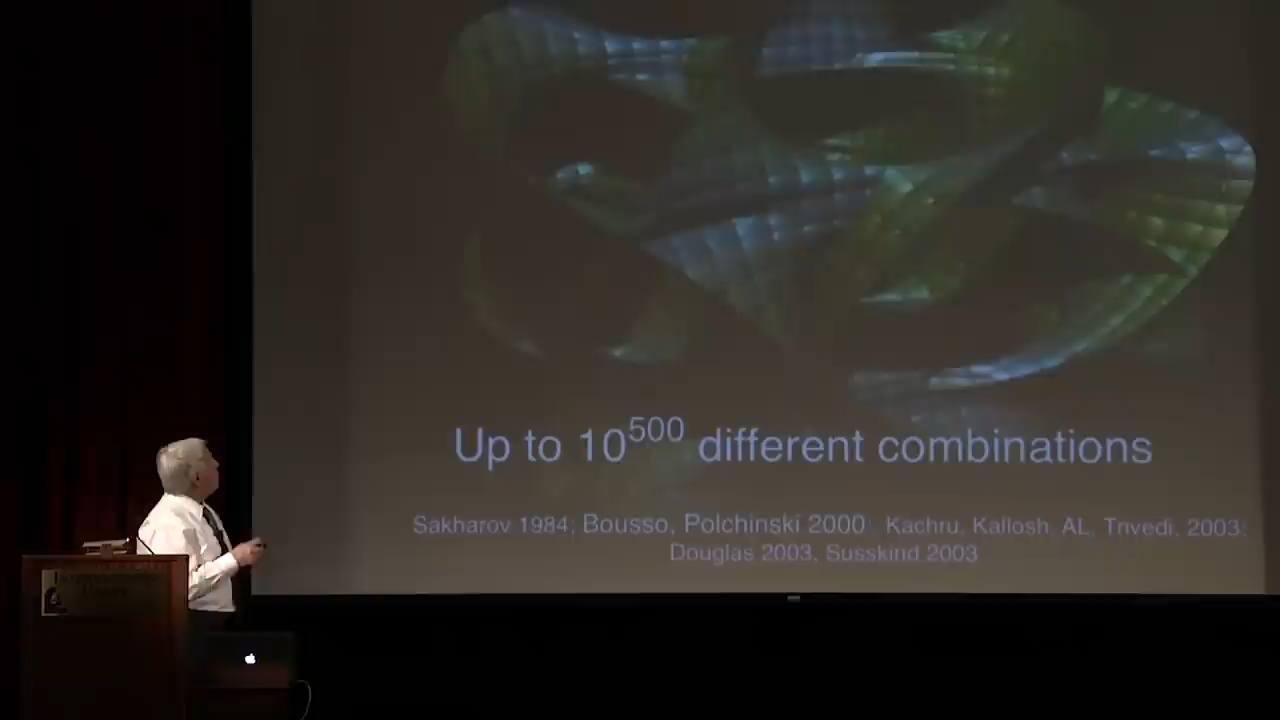 Up to 10⁵⁰⁰ different combinations
Sakharov 1984; Bousso, Polchinski 2000; Kachru, Kallosh, AL, Trivedi, 2003;
Douglas 2003, Susskind 2003